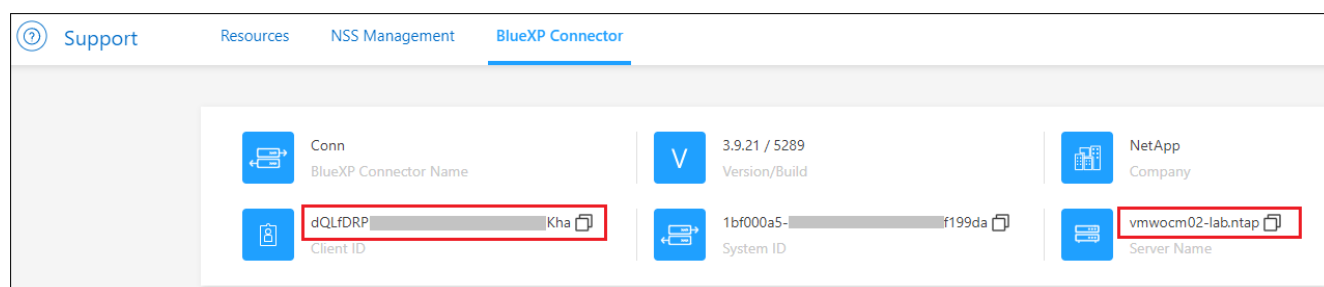 Support Resources NSS Management BlueXP Connector
Conn
BlueXP Connector Name
V
3.9.21 / 5289
Version/Build
NetApp
Company
dQLfDRP Kha
Client ID
1bf000a5- f199da
System ID
vmwocm02-lab.ntap
Server Name